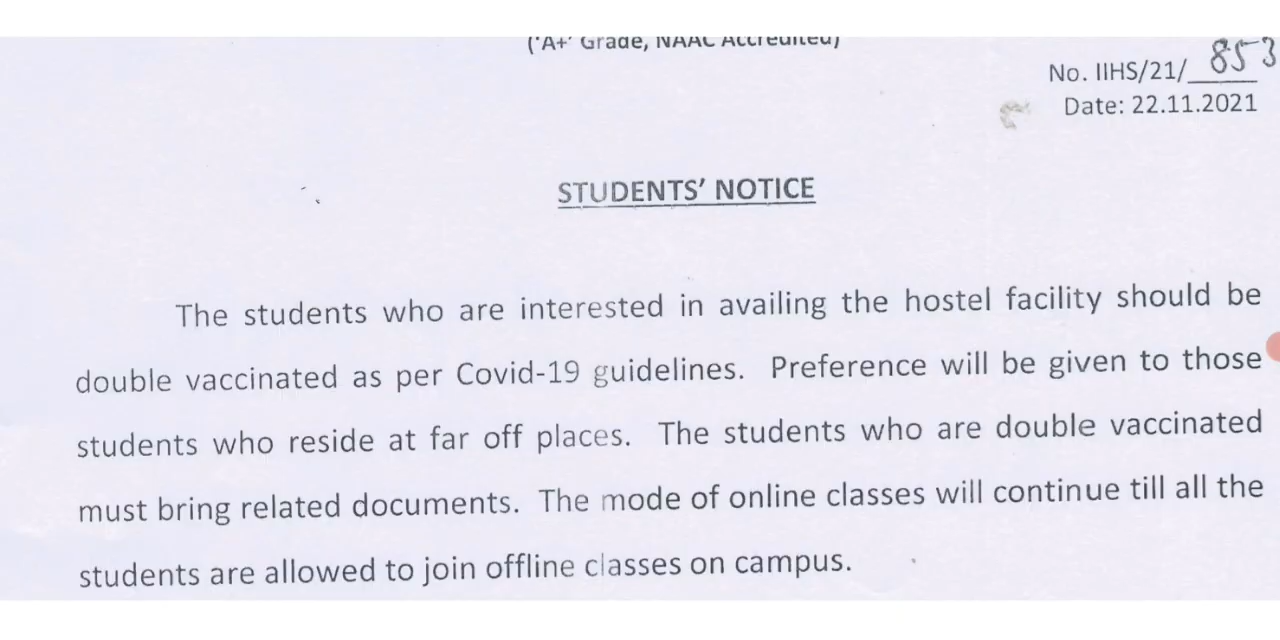 ('A+' Grade, NAAC Accredited)
No. IIHS/21/ 853
Date: 22.11.2021
STUDENTS' NOTICE
The students who are interested in availing the hostel facility should be
double vaccinated as per Covid-19 guidelines. Preference will be given to those
students who reside at far off places. The students who are double vaccinated
must bring related documents. The mode of online classes will continue till all the
students are allowed to join offline classes on campus.